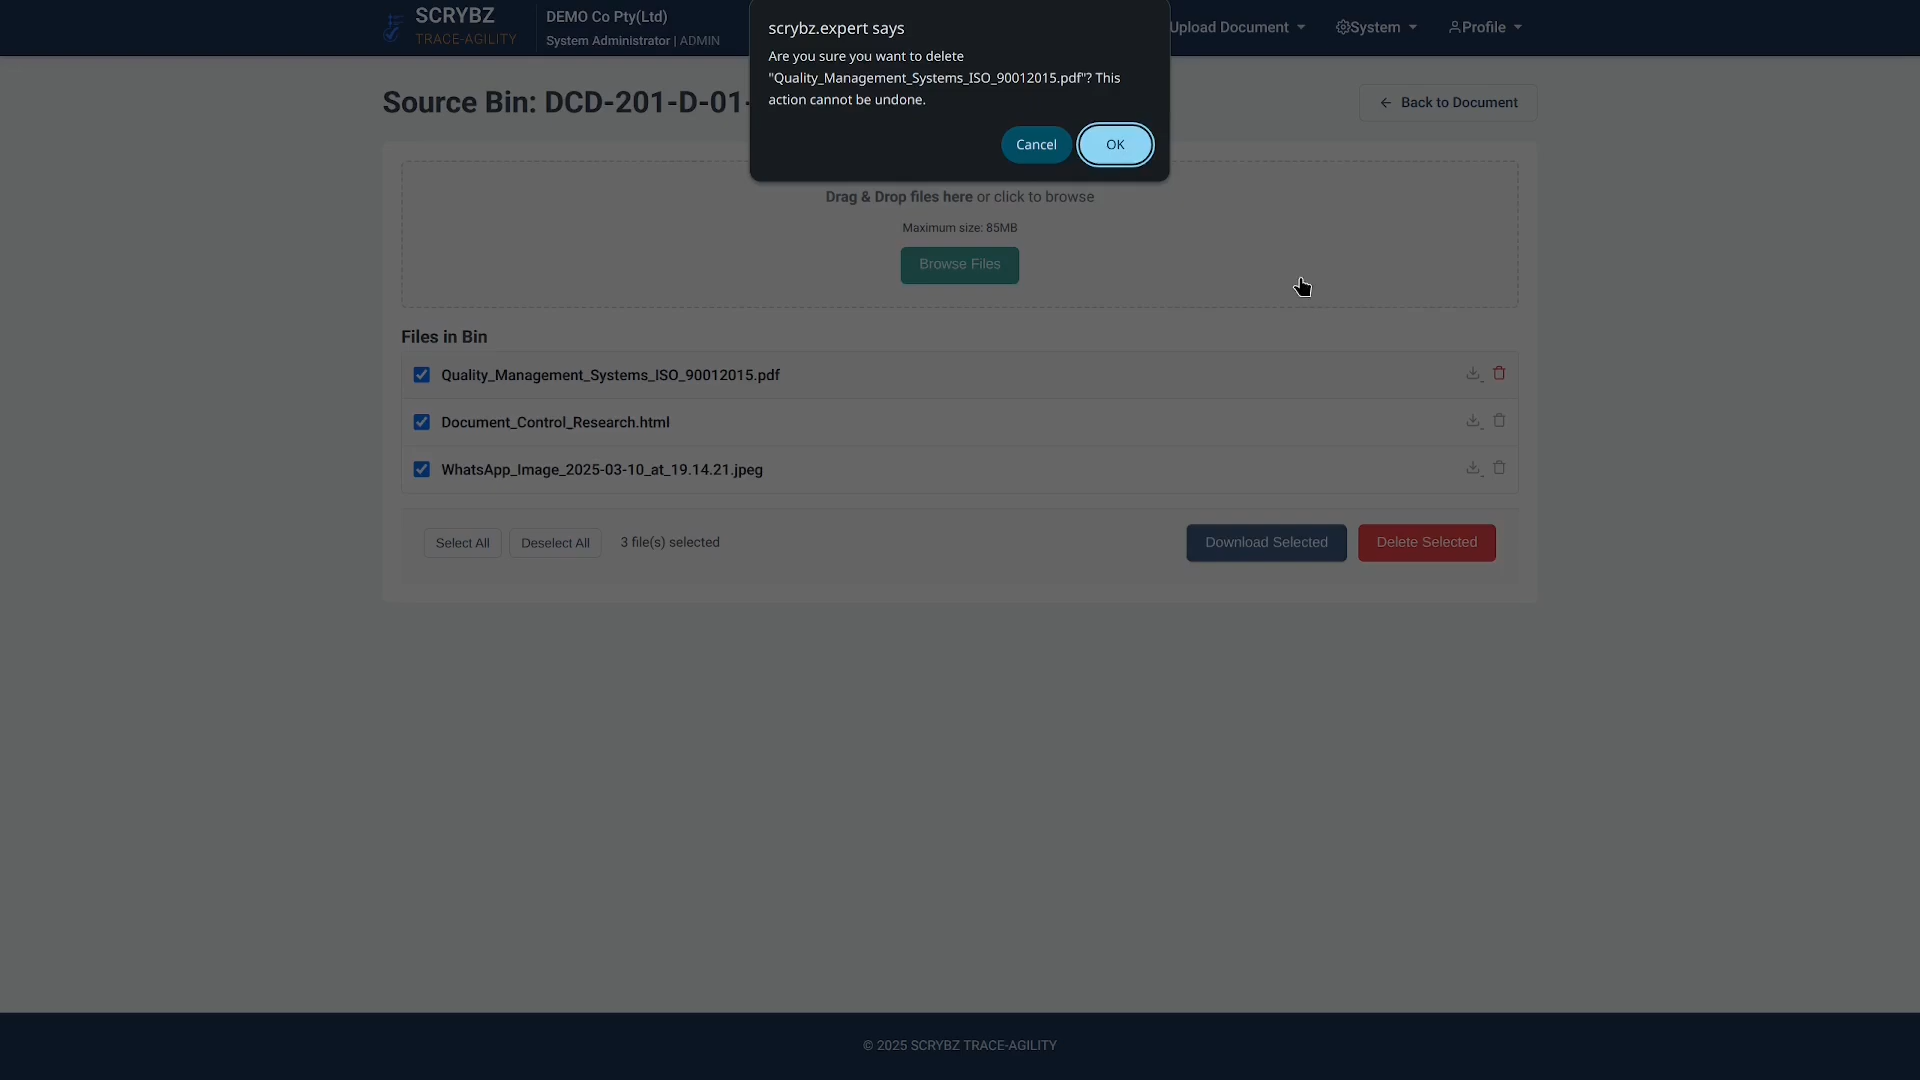 SCRYBZ
TRACE-AGILITY
DEMO Co Pty(Ltd)
System Administrator | ADMIN
Upload Document
System
Profile
scrybz.expert says
Are you sure you want to delete
"Quality_Management_Systems_ISO_90012015.pdf"? This
action cannot be undone.
Cancel
OK
Source Bin: DCD-201-D-01-
Back to Document
Drag & Drop files here or click to browse
Maximum size: 85MB
Browse Files
Files in Bin
Quality_Management_Systems_ISO_90012015.pdf
Document_Control_Research.html
WhatsApp_Image_2025-03-10_at_19.14.21.jpeg
Select All
Deselect All
3 file(s) selected
Download Selected
Delete Selected
© 2025 SCRYBZ TRACE-AGILITY